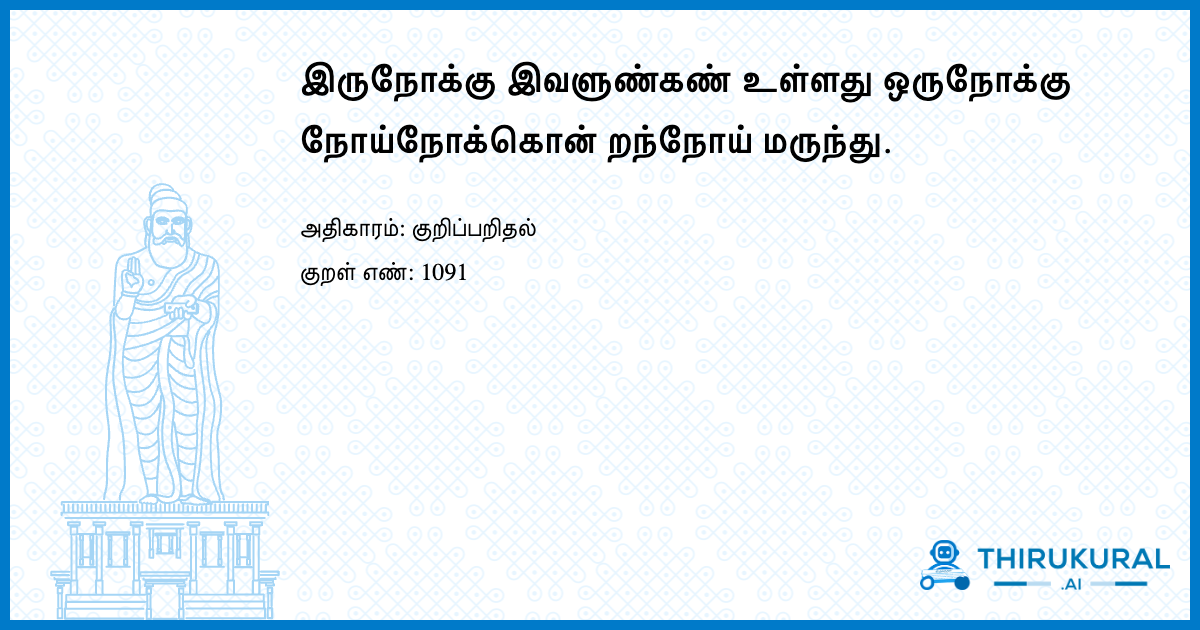 இருநோக்கு இவளுண்கண் உள்ளது ஒருநோக்கு
நோய்நோக்கொன் றந்நோய் மருந்து.
அதிகாரம்: குறிப்பறிதல்
குறள் எண்: 1091
THIRUKURAL
.AI